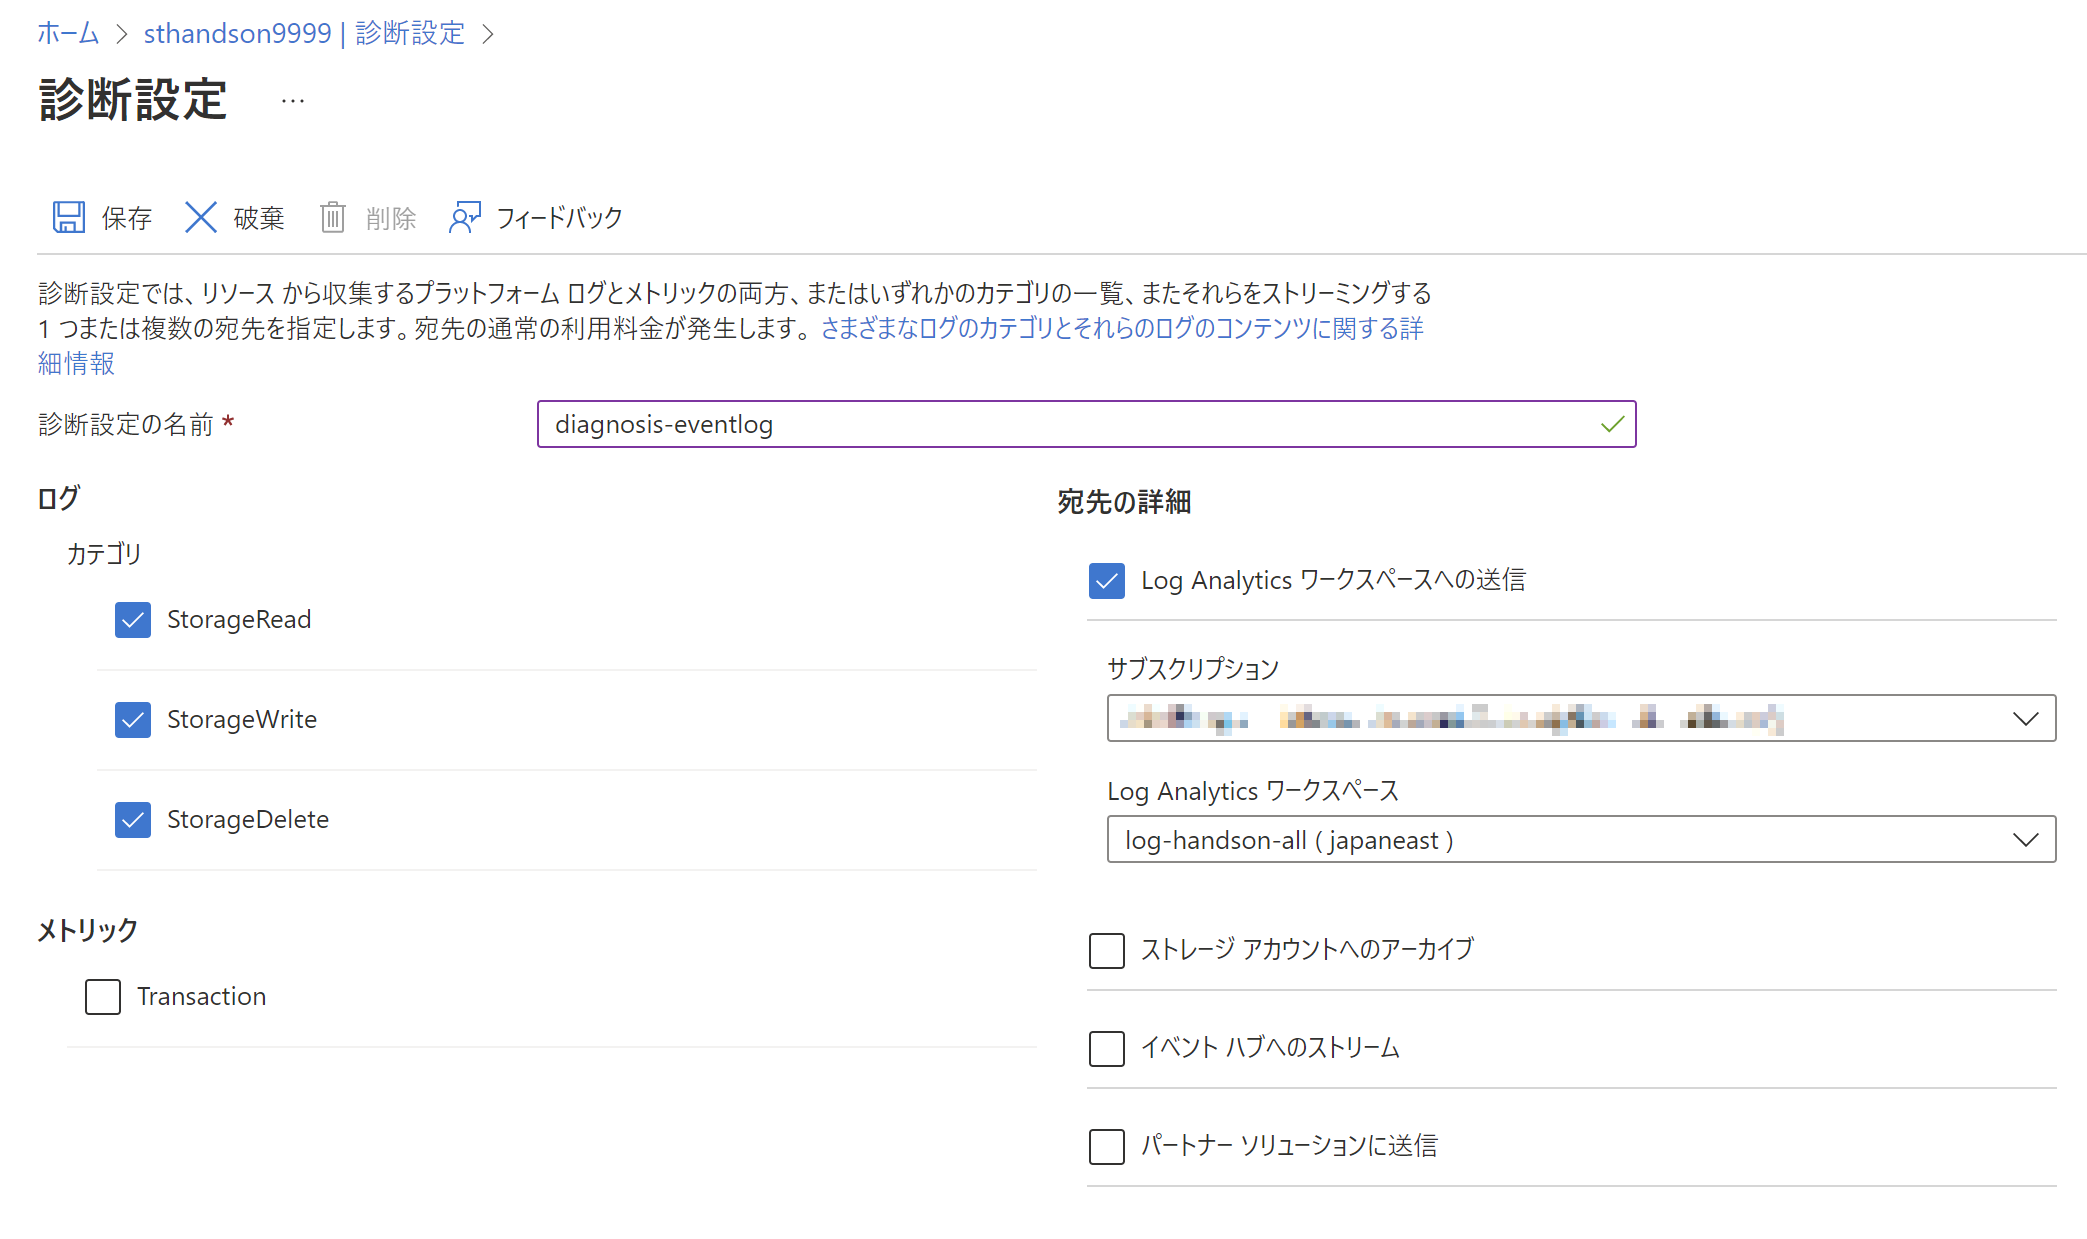 ホーム > sthandson9999 | 診断設定 >
診断設定 …
保存 破棄 削除 フィードバック
診断設定では、リソース から収集するプラットフォーム ログとメトリックの両方、またはいずれかのカテゴリの一覧、またそれらをストリーミングする
1 つまたは複数の宛先を指定します。宛先の通常の利用料金が発生します。さまざまなログのカテゴリとそれらのログのコンテンツに関する詳
細情報
診断設定の名前 *
diagnosis-eventlog
ログ
カテゴリ
StorageRead
StorageWrite
StorageDelete
メトリック
Transaction
宛先の詳細
Log Analytics ワークスペースへの送信
サブスクリプション
Log Analytics ワークスペース
log-handson-all ( japaneast )
ストレージ アカウントへのアーカイブ
イベント ハブへのストリーム
パートナー ソリューションに送信